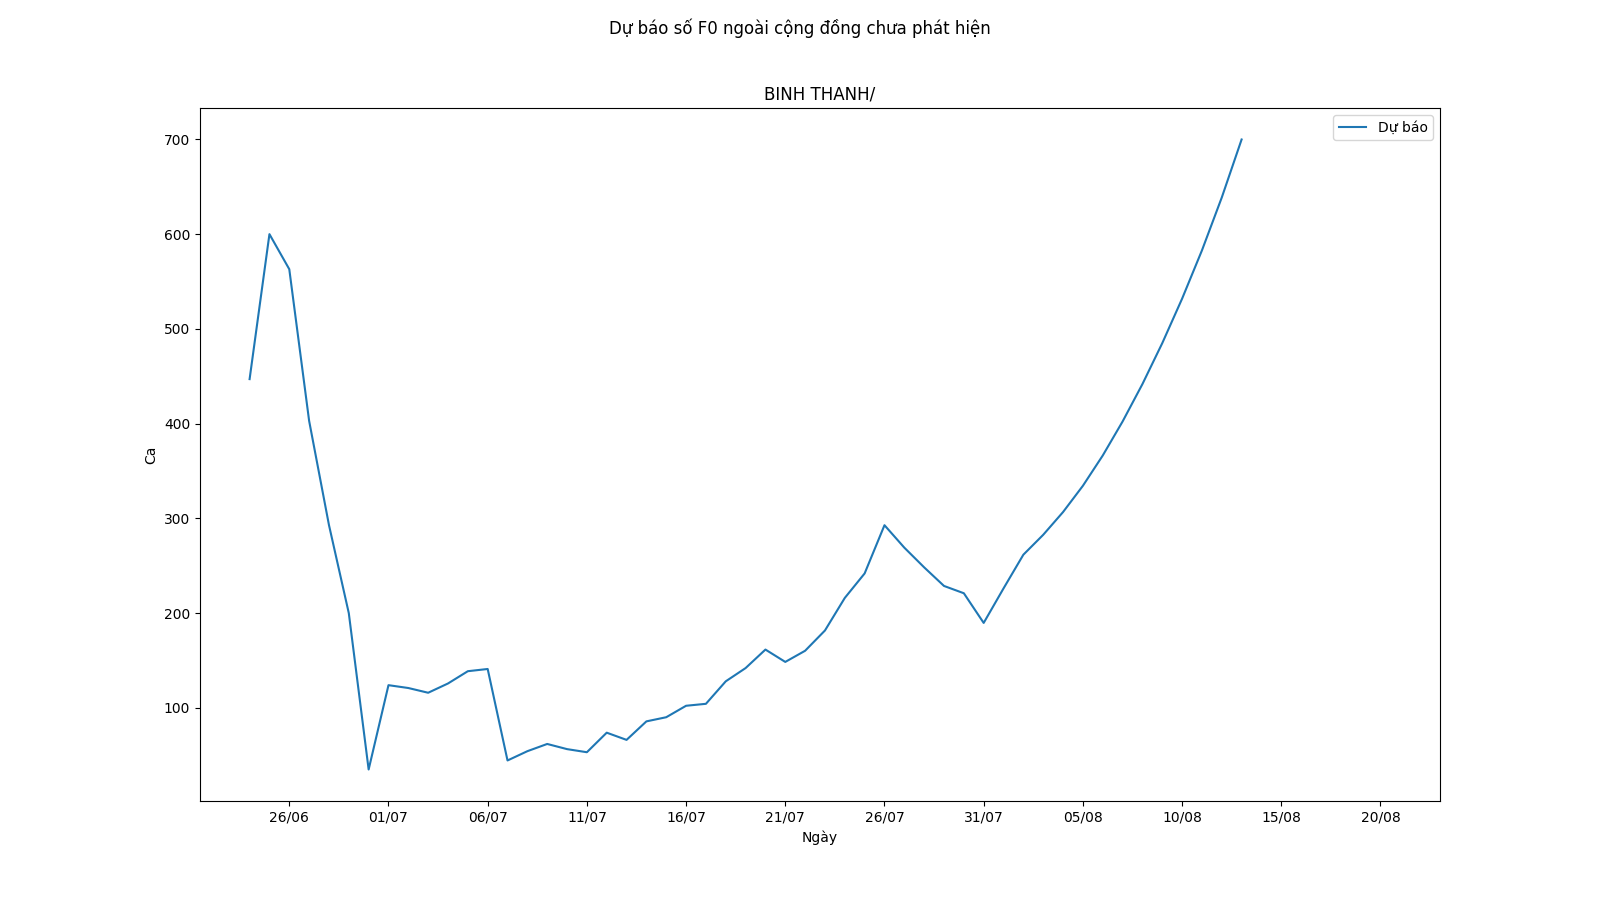 Dự báo số F0 ngoài cộng đồng chưa phát hiện
BINH THANH/
Dự báo
700
600
500
400
300
200
100
Ca
26/06 01/07 06/07 11/07 16/07 21/07 26/07 31/07 05/08 10/08 15/08 20/08
Ngày